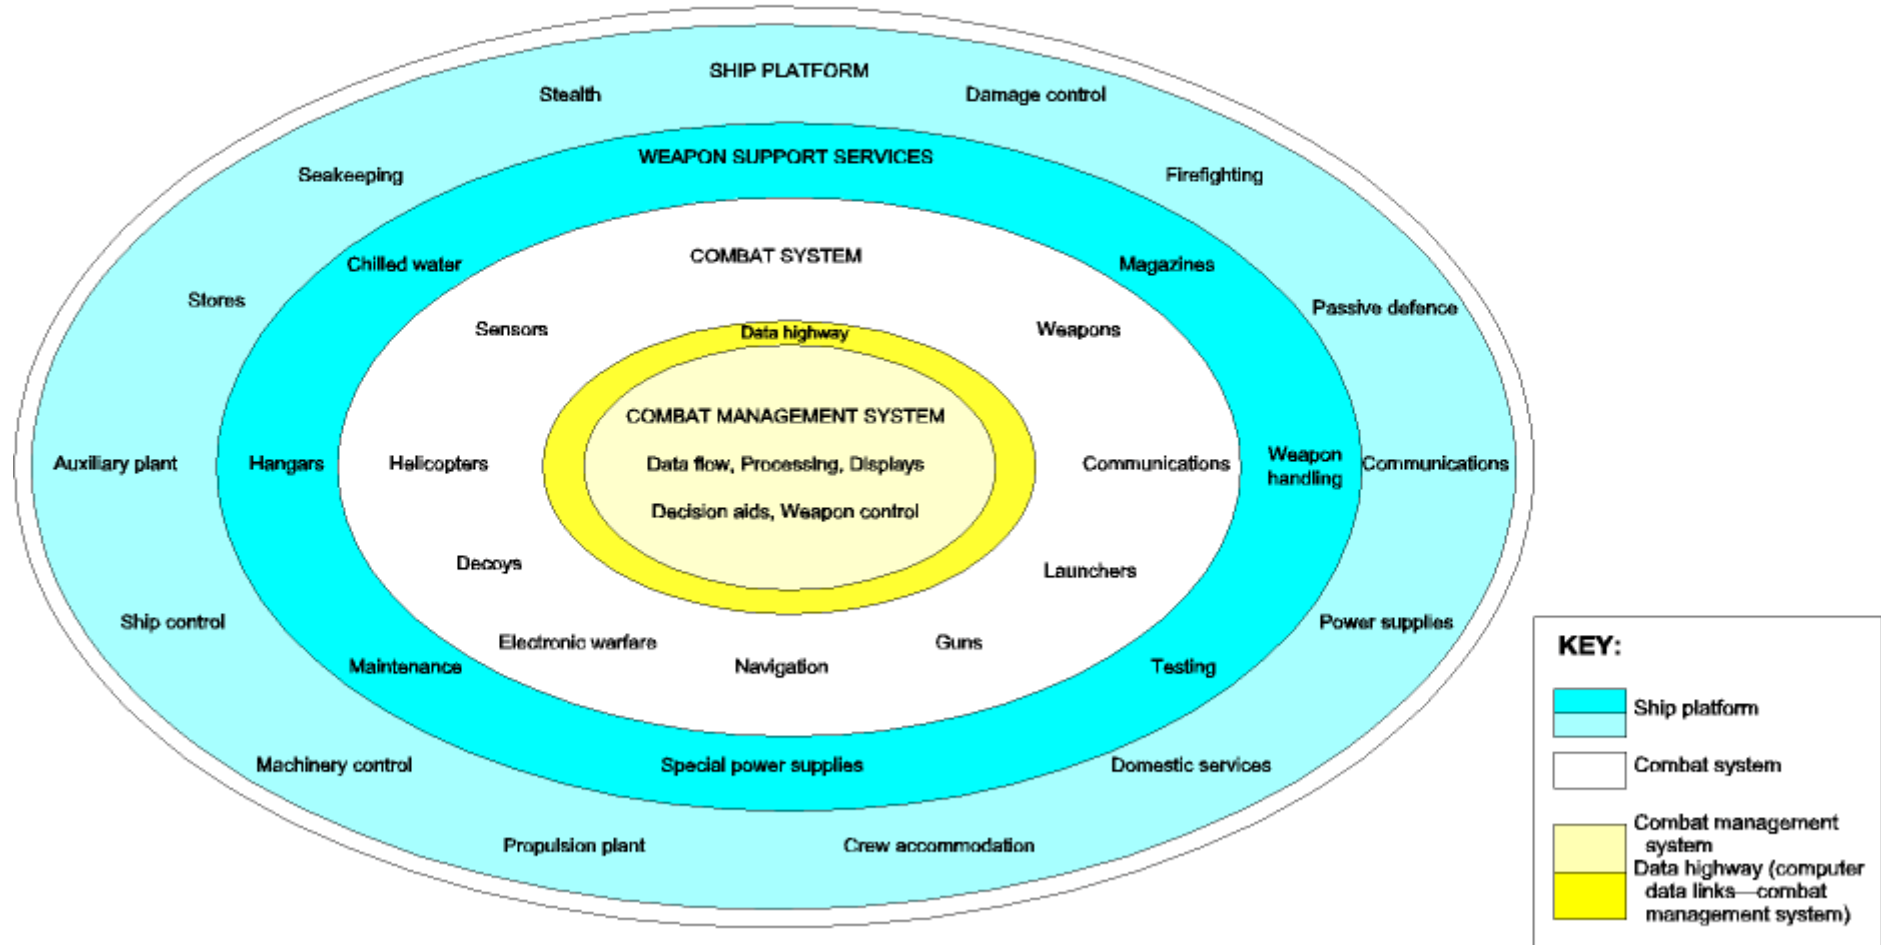 SHIP PLATFORM
Stealth
Damage control
WEAPON SUPPORT SERVICES
Seakeeping
Firefighting
COMBAT SYSTEM
Chilled water
Magazines
Stores
Passive defence
Sensors
Data highway
Weapons
COMBAT MANAGEMENT SYSTEM
Auxiliary plant
Hangars
Helicopters
Data flow, Processing, Displays
Communications
Weapon
handling
Communications
Decision aids, Weapon control
Decoys
Launchers
Ship control
Electronic warfare
Guns
Power supplies
Navigation
Maintenance
Testing
Machinery control
Special power supplies
Domestic services
Propulsion plant
Crew accommodation
KEY:
Ship platform
Combat system
Combat management
system
Data highway (computer
data links—combat
management system)